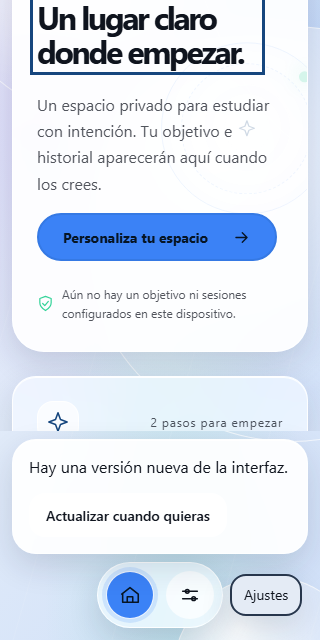 Un lugar claro
donde empezar.
Un espacio privado para estudiar
con intención. Tu objetivo e
historial aparecerán aquí cuando
los crees.
Personaliza tu espacio
Aún no hay un objetivo ni sesiones
configurados en este dispositivo.
2 pasos para empezar
Hay una versión nueva de la interfaz.
Actualizar cuando quieras
Ajustes